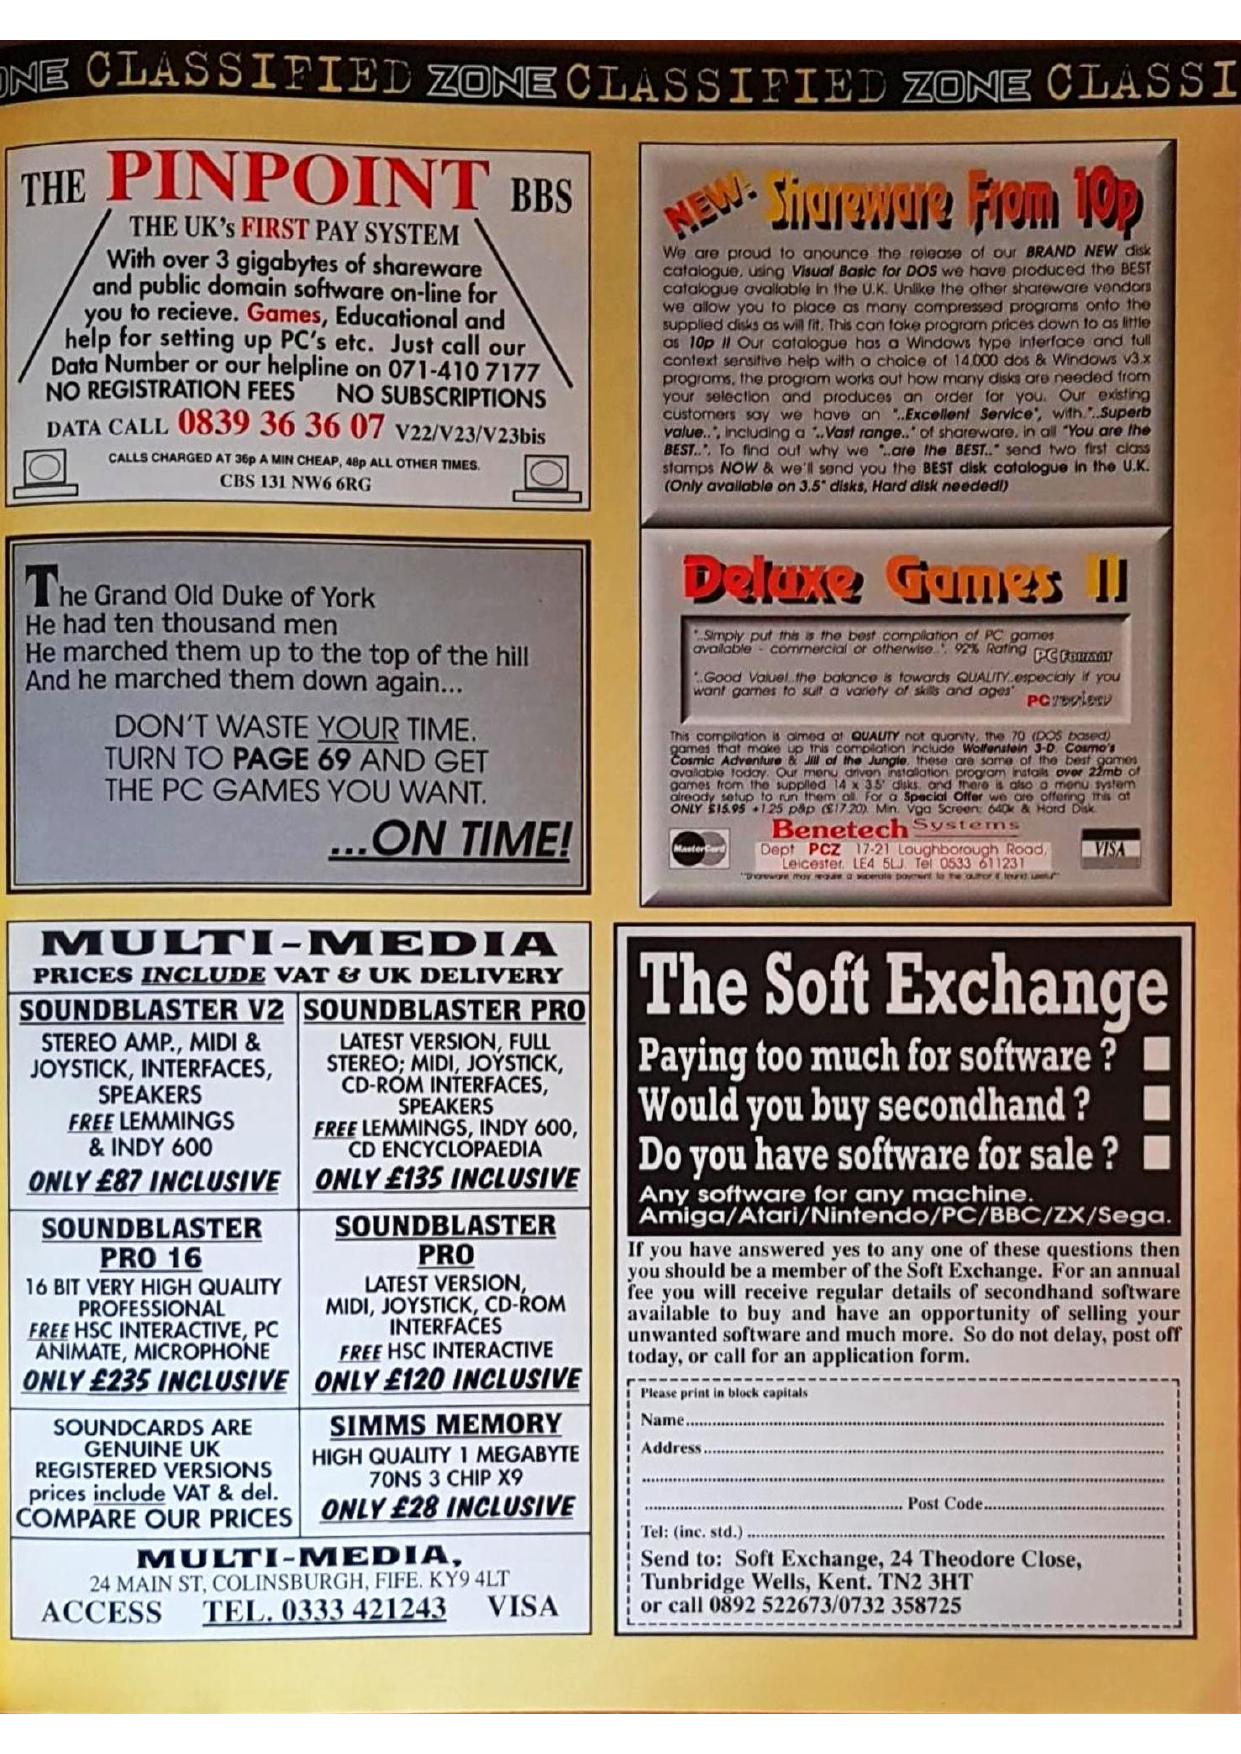 ONE CLASSIFIED ZONE CLASSIFIED ZONE CLASSI
THE PINPOINT BBS
THE UK's FIRST PAY SYSTEM
With over 3 gigabytes of shareware
and public domain software on-line for
you to recieve. Games, Educational and
help for setting up PC's etc. Just call our
Data Number or our helpline on 071-410 7177
NO REGISTRATION FEES NO SUBSCRIPTIONS
DATA CALL 0839 36 36 07 V22/V23/V23bis
CALLS CHARGED AT 36p A MIN CHEAP, 48p ALL OTHER TIMES.
CBS 131 NW6 6RG
The Grand Old Duke of York
He had ten thousand men
He marched them up to the top of the hill
And he marched them down again...
DON'T WASTE YOUR TIME.
TURN TO PAGE 69 AND GET
THE PC GAMES YOU WANT.
...ON TIME!
MULTI-MEDIA
PRICES INCLUDE VAT & UK DELIVERY
SOUNDBLASTER V2
STEREO AMP., MIDI &
JOYSTICK, INTERFACES,
SPEAKERS
FREE LEMMINGS
& INDY 600
ONLY £87 INCLUSIVE
SOUNDBLASTER PRO
LATEST VERSION, FULL
STEREO; MIDI, JOYSTICK,
CD-ROM INTERFACES,
SPEAKERS
FREE LEMMINGS, INDY 600,
CD ENCYCLOPAEDIA
ONLY £135 INCLUSIVE
SOUNDBLASTER
PRO 16
16 BIT VERY HIGH QUALITY
PROFESSIONAL
FREE HSC INTERACTIVE, PC
ANIMATE, MICROPHONE
ONLY £235 INCLUSIVE
SOUNDBLASTER
PRO
LATEST VERSION,
MIDI, JOYSTICK, CD-ROM
INTERFACES
FREE HSC INTERACTIVE
ONLY £120 INCLUSIVE
SOUNDCARDS ARE
GENUINE UK
REGISTERED VERSIONS
prices include VAT & del.
COMPARE OUR PRICES
SIMMS MEMORY
HIGH QUALITY 1 MEGABYTE
70NS 3 CHIP X9
ONLY £28 INCLUSIVE
MULTI-MEDIA,
24 MAIN ST, COLINSBURGH, FIFE. KY9 4LT
ACCESS TEL. 0333 421243 VISA
NEW! Shareware From 10p
We are proud to anounce the release of our BRAND NEW disk
catalogue, using Visual Basic for DOS we have produced the BEST
catalogue available in the U.K. Unlike the other shareware vendors
we allow you to place as many compressed programs onto the
supplied disks as will fit. This can take program prices down to as little
as 10p !! Our catalogue has a Windows type interface and full
context sensitive help with a choice of 14,000 dos & Windows v3.x
programs, the program works out how many disks are needed from
your selection and produces an order for you. Our existing
customers say we have an "..Excellent Service", with "..Superb
value..", including a "..Vast range.." of shareware, in all "You are the
BEST..". To find out why we "..are the BEST.." send two first class
stamps NOW & we'll send you the BEST disk catalogue in the U.K.
(Only available on 3.5" disks, Hard disk needed!)
Deluxe Games II
"..Simply put this is the best compilation of PC games
available - commercial or otherwise..". 92% Rating PC FORMAT
"..Good Value!..the balance is towards QUALITY..especialy if you
want games to suit a variety of skills and ages" PC review
This compilation is aimed at QUALITY not quanity, the 70 (DOS based)
games that make up this compilation include Wolfenstein 3-D, Cosmo's
Cosmic Adventure & Jill of the Jungle, these are some of the best games
available today. Our menu driven installation program installs over 22mb of
games from the supplied 14 x 3.5" disks, and there is also a menu system
already setup to run them all. For a Special Offer we are offering this at
ONLY £15.95 +1.25 p&p (£17.20). Min. Vga Screen, 640k & Hard Disk
MasterCard
Benetech Systems
Dept PCZ 17-21 Loughborough Road,
Leicester. LE4 5LJ. Tel 0533 611231
VISA
"Shareware may require a seperate payment to the author if found useful"
The Soft Exchange
Paying too much for software ?
Would you buy secondhand ?
Do you have software for sale ?
Any software for any machine.
Amiga/Atari/Nintendo/PC/BBC/ZX/Sega.
If you have answered yes to any one of these questions then
you should be a member of the Soft Exchange. For an annual
fee you will receive regular details of secondhand software
available to buy and have an opportunity of selling your
unwanted software and much more. So do not delay, post off
today, or call for an application form.
Please print in block capitals
Name
Address
Post Code
Tel: (inc. std.)
Send to: Soft Exchange, 24 Theodore Close,
Tunbridge Wells, Kent. TN2 3HT
or call 0892 522673/0732 358725